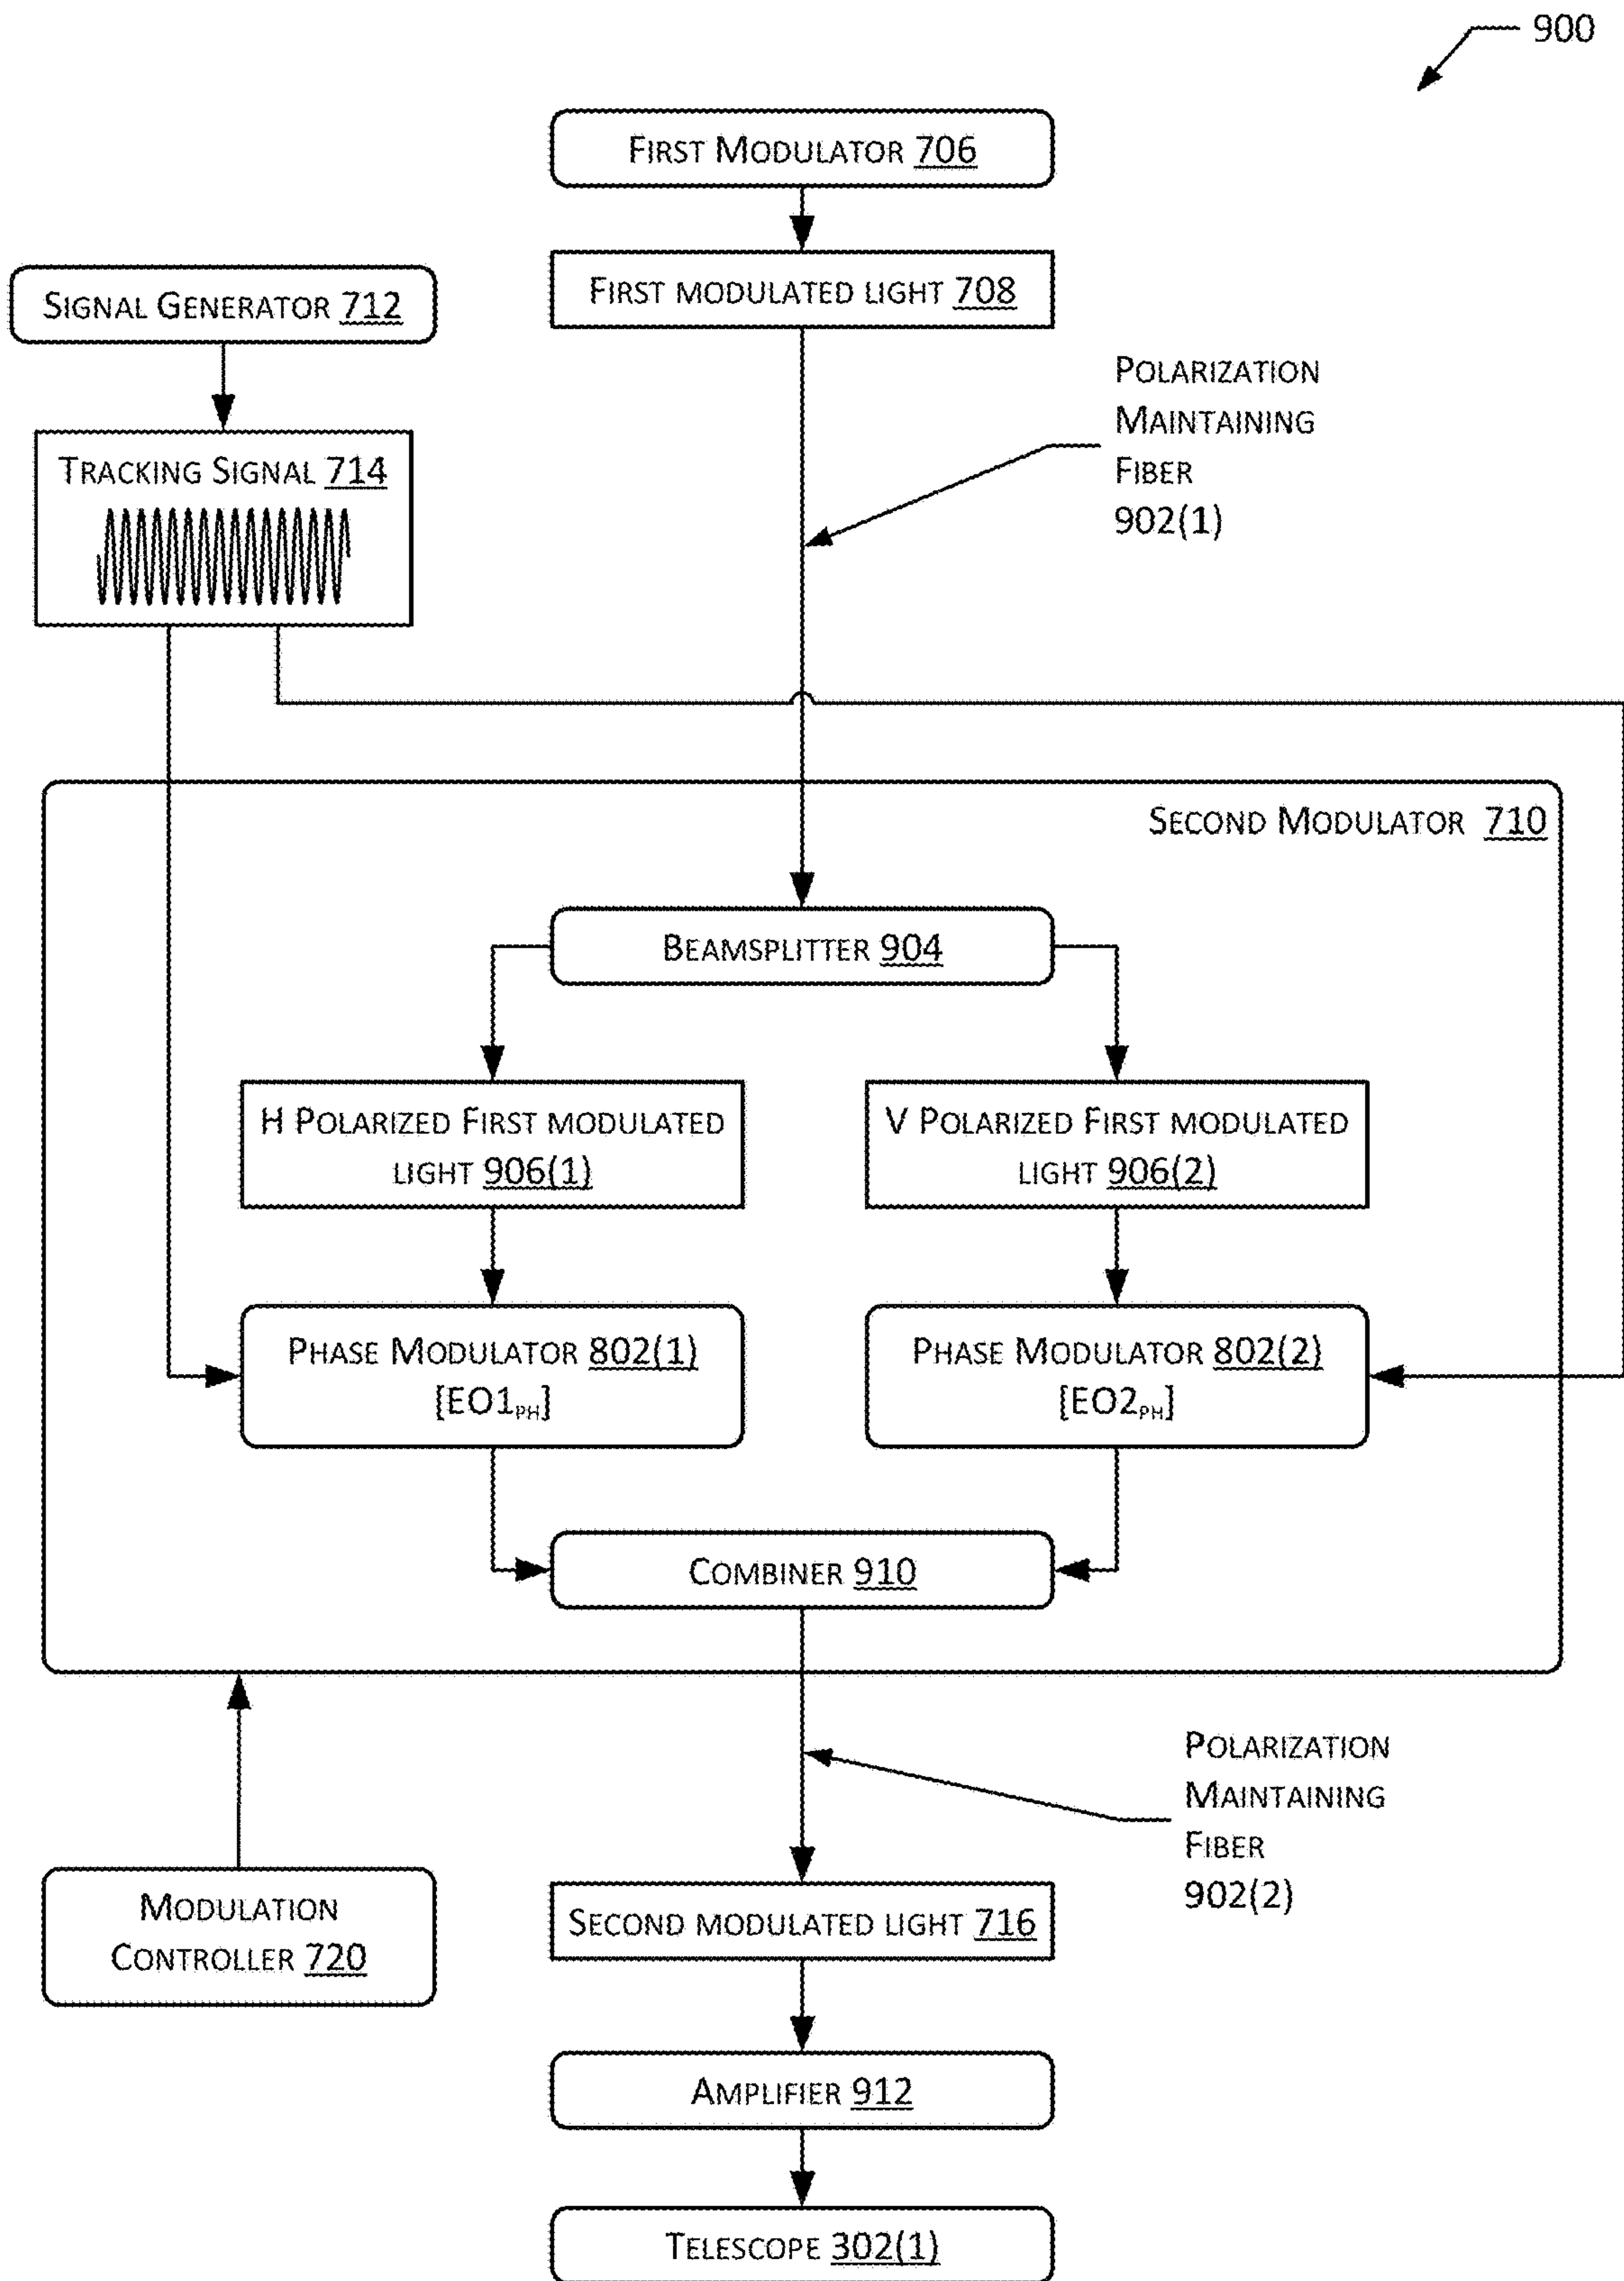 900
First Modulator 706
First modulated light 708
Signal Generator 712
Polarization
Maintaining
Fiber
902(1)
Tracking Signal 714
Second Modulator 710
Beamsplitter 904
H Polarized First modulated
light 906(1)
V Polarized First modulated
light 906(2)
Phase Modulator 802(1)
[EO1PH]
Phase Modulator 802(2)
[EO2PH]
Combiner 910
Polarization
Maintaining
Fiber
902(2)
Modulation
Controller 720
Second modulated light 716
Amplifier 912
Telescope 302(1)